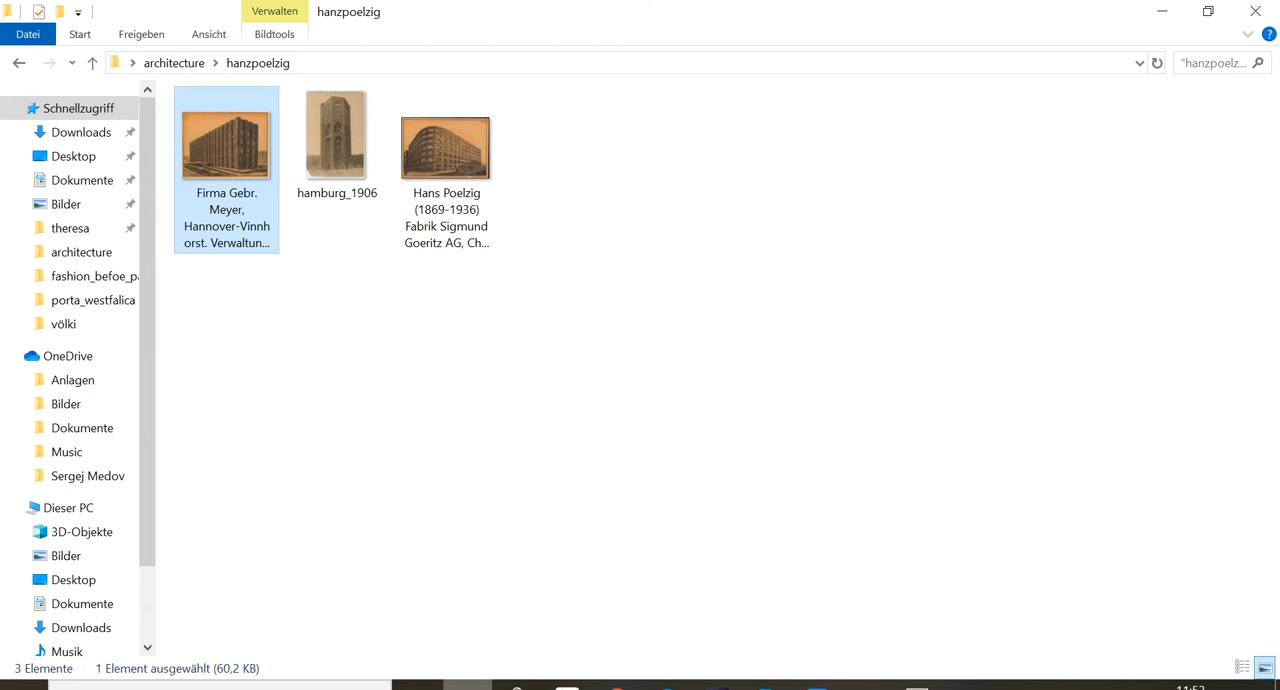 Verwalten
hanzpoelzig
Datei
Start
Freigeben
Ansicht
Bildtools
?
architecture
hanzpoelzig
"hanzpoelz...
Schnellzugriff
Downloads
Desktop
Dokumente
Bilder
theresa
architecture
fashion_befoe_p
porta_westfalica
völki
OneDrive
Anlagen
Bilder
Dokumente
Music
Sergej Medov
Dieser PC
3D-Objekte
Bilder
Desktop
Dokumente
Downloads
Musik
Firma Gebr.
Meyer,
Hannover-Vinnh
orst. Verwaltun...
hamburg_1906
Hans Poelzig
(1869-1936)
Fabrik Sigmund
Goeritz AG, Ch...
3 Elemente
1 Element ausgewählt (60,2 KB)